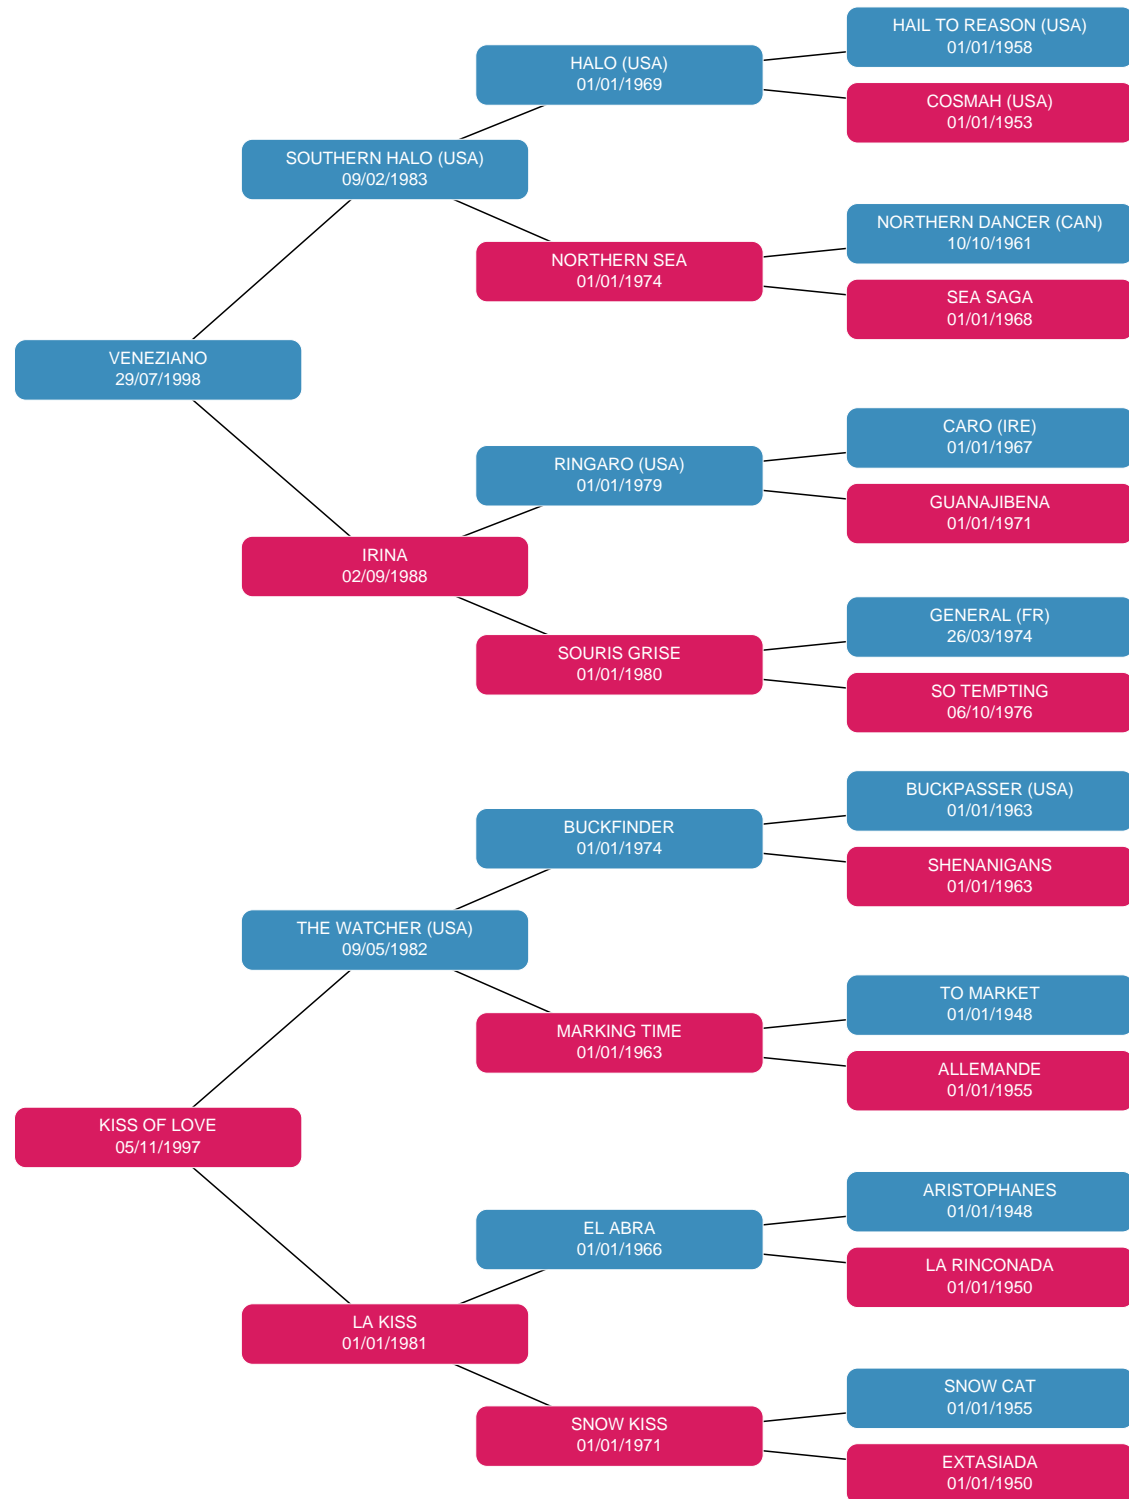 HAIL TO REASON (USA)
01/01/1958
HALO (USA)
01/01/1969
COSMAH (USA)
01/01/1953
SOUTHERN HALO (USA)
09/02/1983
NORTHERN DANCER (CAN)
10/10/1961
NORTHERN SEA
01/01/1974
SEA SAGA
01/01/1968
VENEZIANO
29/07/1998
CARO (IRE)
01/01/1967
RINGARO (USA)
01/01/1979
GUANAJIBENA
01/01/1971
IRINA
02/09/1988
GENERAL (FR)
26/03/1974
SOURIS GRISE
01/01/1980
SO TEMPTING
06/10/1976
BUCKPASSER (USA)
01/01/1963
BUCKFINDER
01/01/1974
SHENANIGANS
01/01/1963
THE WATCHER (USA)
09/05/1982
TO MARKET
01/01/1948
MARKING TIME
01/01/1963
ALLEMANDE
01/01/1955
KISS OF LOVE
05/11/1997
ARISTOPHANES
01/01/1948
EL ABRA
01/01/1966
LA RINCONADA
01/01/1950
LA KISS
01/01/1981
SNOW CAT
01/01/1955
SNOW KISS
01/01/1971
EXTASIADA
01/01/1950